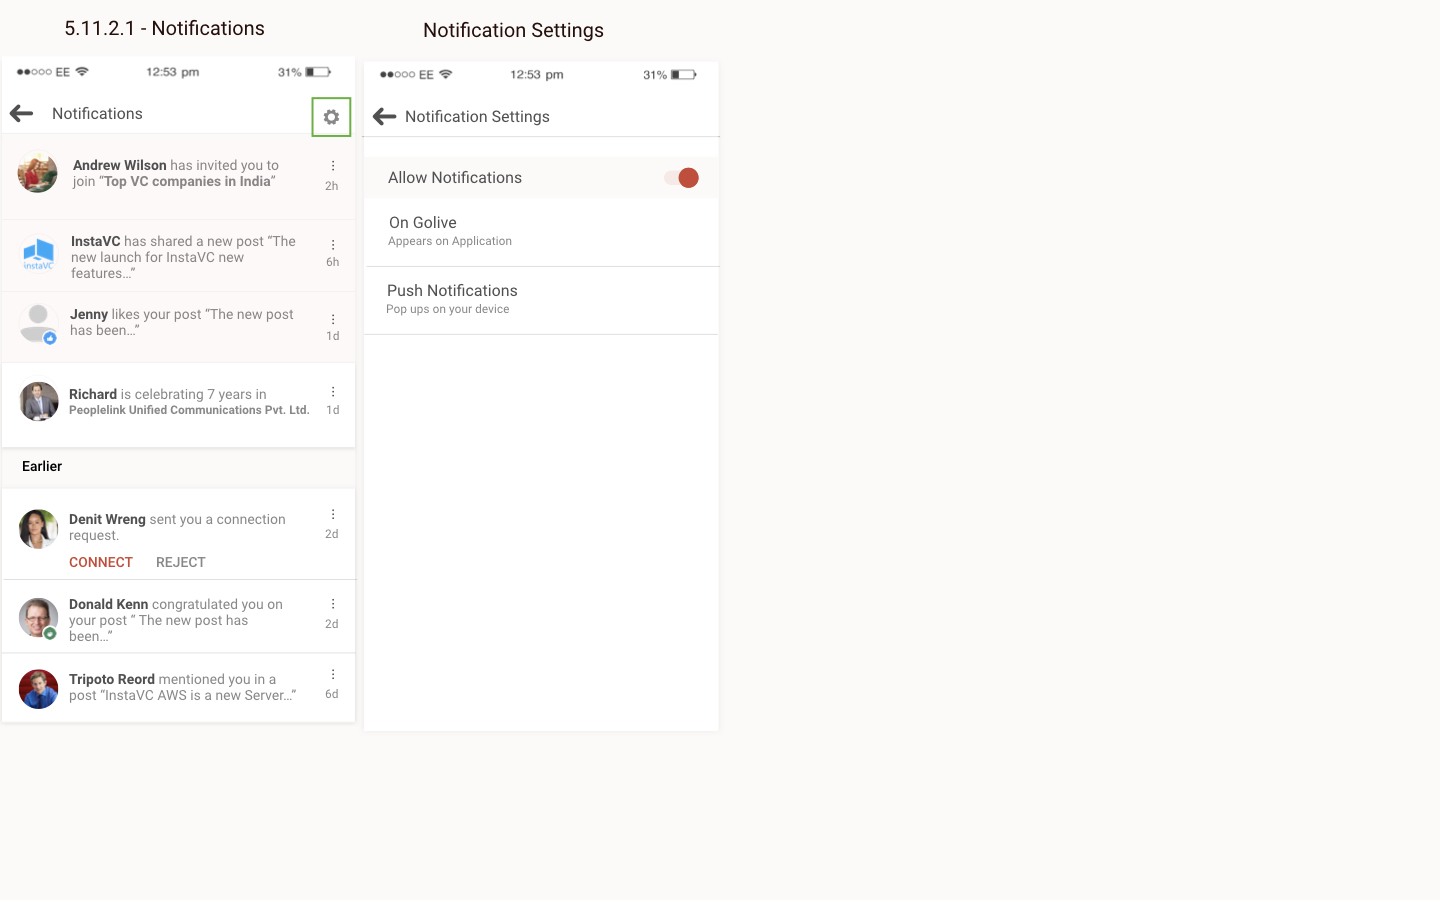 5.11.2.1 - Notifications
EE 12:53 pm 31%
Notifications
Andrew Wilson has invited you to
join “Top VC companies in India”
2h
InstaVC has shared a new post “The
new launch for InstaVC new
features...”
6h
instaVC
Jenny likes your post “The new post
has been...”
1d
Richard is celebrating 7 years in
Peoplelink Unified Communications Pvt. Ltd.
1d
Earlier
Denit Wreng sent you a connection
request.
2d
CONNECT REJECT
Donald Kenn congratulated you on
your post “ The new post has
been...”
2d
Tripoto Reord mentioned you in a
post “InstaVC AWS is a new Server...”
6d
Notification Settings
EE 12:53 pm 31%
Notification Settings
Allow Notifications
On Golive
Appears on Application
Push Notifications
Pop ups on your device